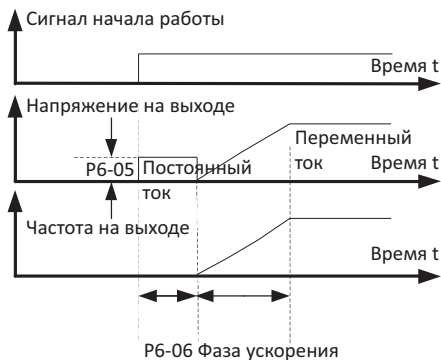 Сигнал начала работы
Время t
Напряжение на выходе
Переменный
ток
P6-05
Постоянный
ток
Время t
Частота на выходе
Время t
P6-06 Фаза ускорения